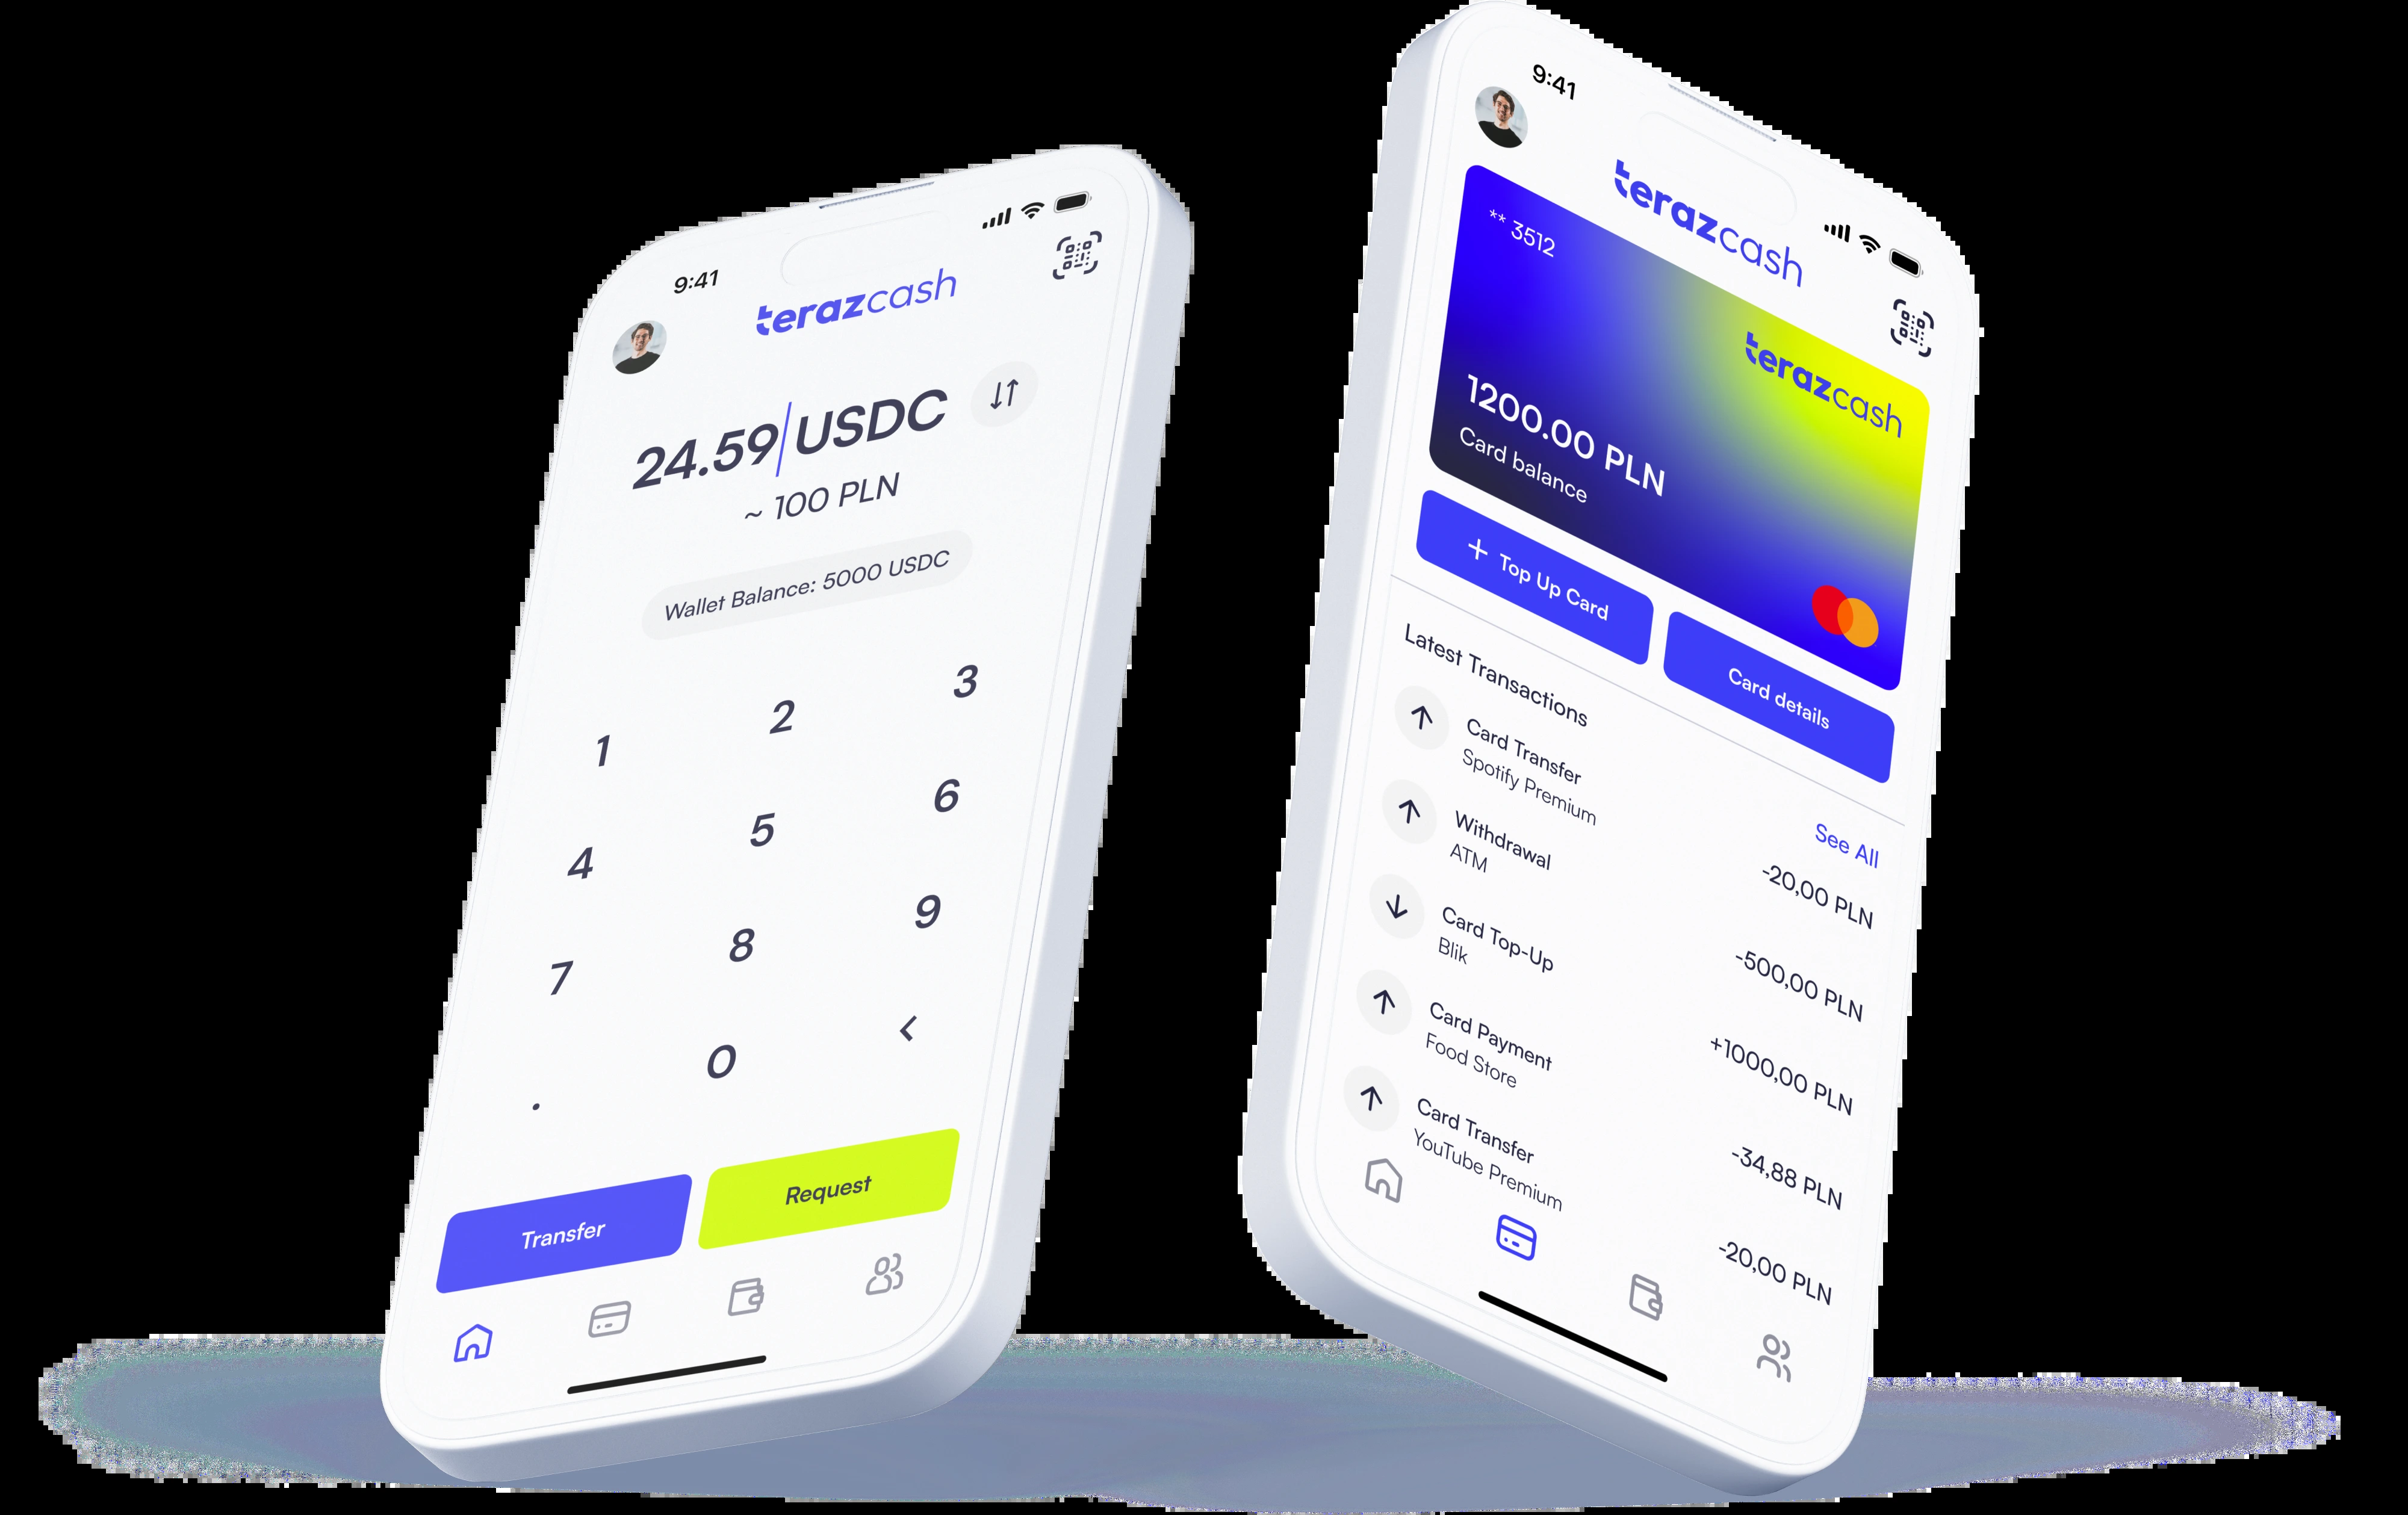 9:41
terazcash
24.59 USDC
~ 100 PLN
Wallet Balance: 5000 USDC
1 2 3
4 5 6
7 8 9
. 0 <
Transfer Request
9:41
terazcash
** 3512
terazcash
1200.00 PLN
Card balance
+ Top Up Card
Card details
Latest Transactions
See All
Card Transfer
Spotify Premium
-20,00 PLN
Withdrawal
ATM
-500,00 PLN
Card Top-Up
Blik
+1000,00 PLN
Card Payment
Food Store
-34,88 PLN
Card Transfer
YouTube Premium
-20,00 PLN